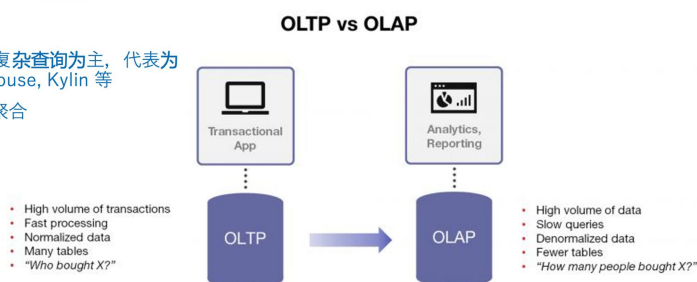 OLTP vs OLAP
复杂查询为主，代表为
ouse, Kylin 等
聚合
Transactional
App
Analytics,
Reporting
• High volume of transactions
• Fast processing
• Normalized data
• Many tables
• “Who bought X?”
OLTP
OLAP
• High volume of data
• Slow queries
• Denormalized data
• Fewer tables
• “How many people bought X?”